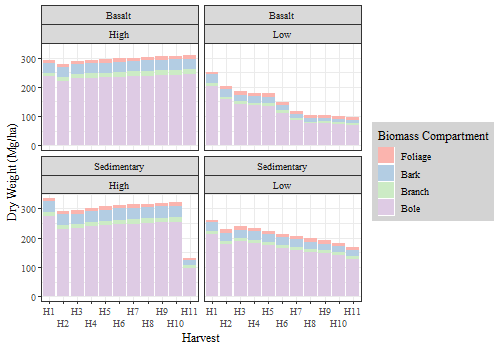 Basalt
High
Basalt
Low
300
200
100
0
Sedimentary
High
Sedimentary
Low
300
200
100
0
H1
H2
H3
H4
H5
H6
H7
H8
H9
H10
H11
H1
H2
H3
H4
H5
H6
H7
H8
H9
H10
H11
Harvest
Dry Weight (Mg/ha)
Biomass Compartment
Foliage
Bark
Branch
Bole